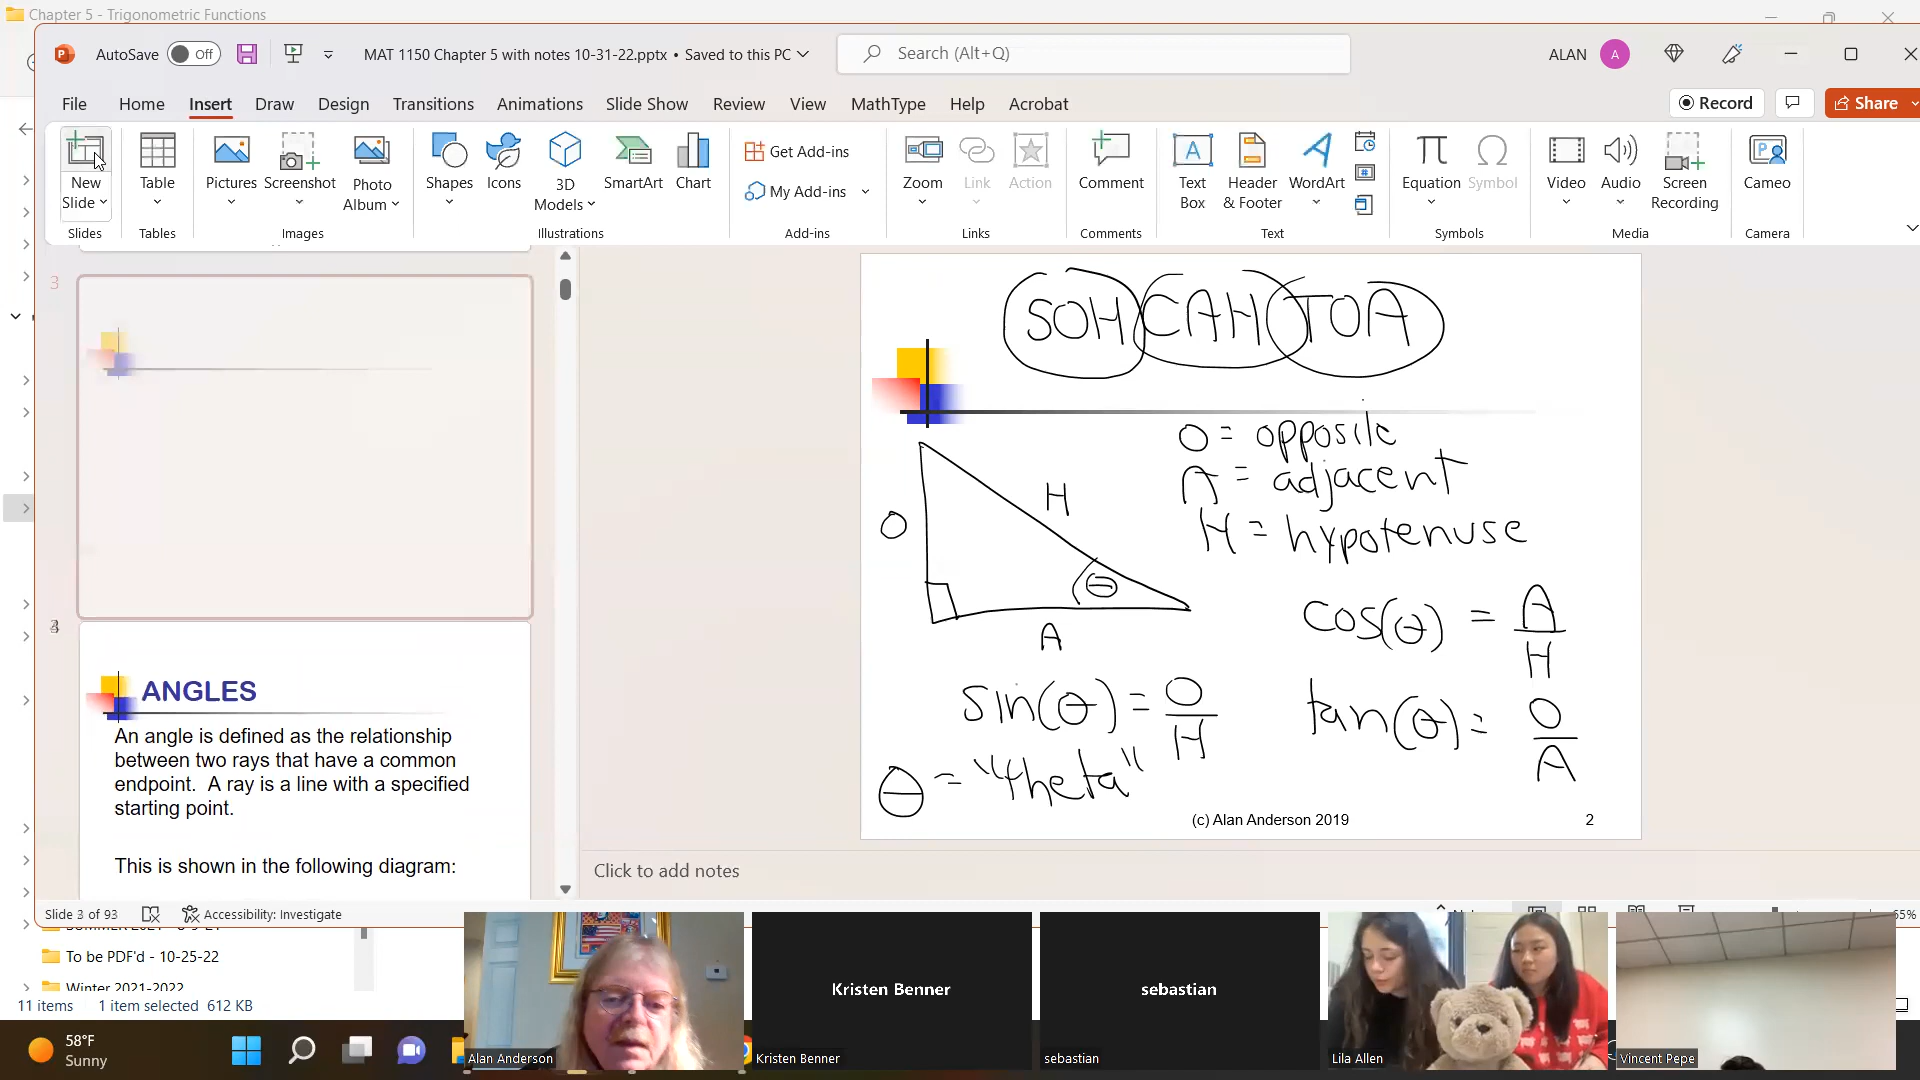 Chapter 5 - Trigonometric Functions
AutoSave Off MAT 1150 Chapter 5 with notes 10-31-22.pptx • Saved to this PC Search (Alt+Q) ALAN A
File Home Insert Draw Design Transitions Animations Slide Show Review View MathType Help Acrobat Record Share
New Slide Table Pictures Screenshot Photo Album Shapes Icons 3D Models SmartArt Chart Get Add-ins My Add-ins Zoom Link Action Comment Text Box Header & Footer WordArt Equation Symbol Video Audio Screen Recording Cameo
Slides Tables Images Illustrations Add-ins Links Comments Text Symbols Media Camera
3
ANGLES
An angle is defined as the relationship
between two rays that have a common
endpoint. A ray is a line with a specified
starting point.
This is shown in the following diagram:
SOH CAH TOA
O = opposite
A = adjacent
H = hypotenuse
O
H
θ
A
cos(θ) = A/H
sin(θ) = O/H
tan(θ) = O/A
θ = "theta"
(c) Alan Anderson 2019 2
Click to add notes
Slide 3 of 93 Accessibility: Investigate
To be PDF'd - 10-25-22
Winter 2021-2022
11 items 1 item selected 612 KB
58°F
Sunny
Alan Anderson
Kristen Benner
Kristen Benner
sebastian
sebastian
Lila Allen
Vincent Pepe